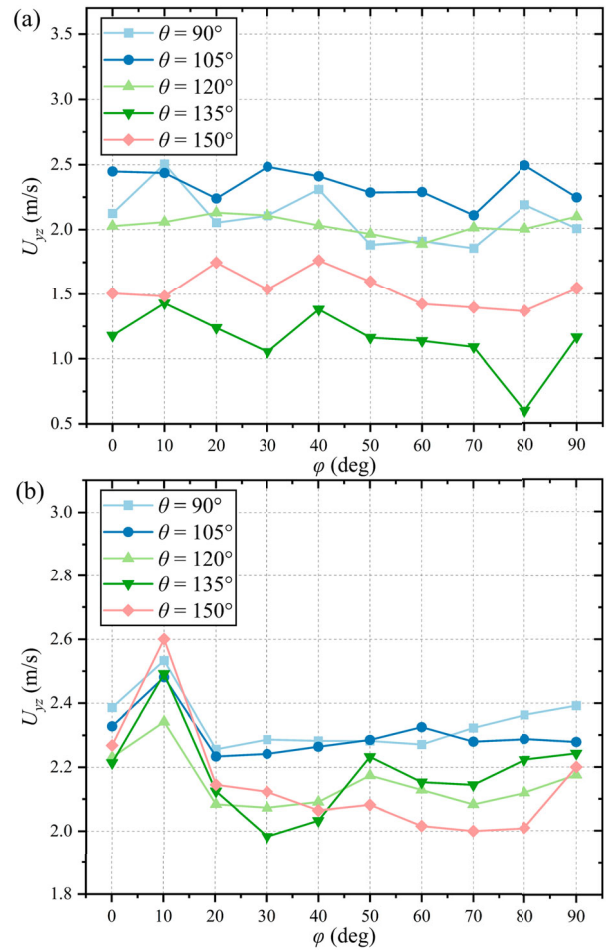 (a)
3.5
3.0
2.5
2.0
1.5
1.0
0.5
U_yz (m/s)
θ = 90°
θ = 105°
θ = 120°
θ = 135°
θ = 150°
0 10 20 30 40 50 60 70 80 90
φ (deg)
(b)
3.0
2.8
2.6
2.4
2.2
2.0
1.8
U_yz (m/s)
θ = 90°
θ = 105°
θ = 120°
θ = 135°
θ = 150°
0 10 20 30 40 50 60 70 80 90
φ (deg)